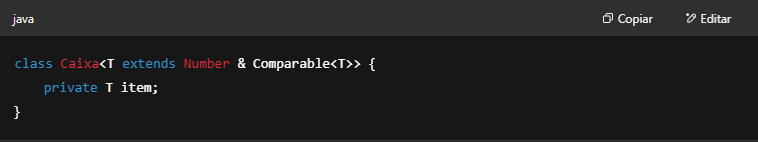 java Copiar Editar
class Caixa<T extends Number & Comparable<T>> {
    private T item;
}